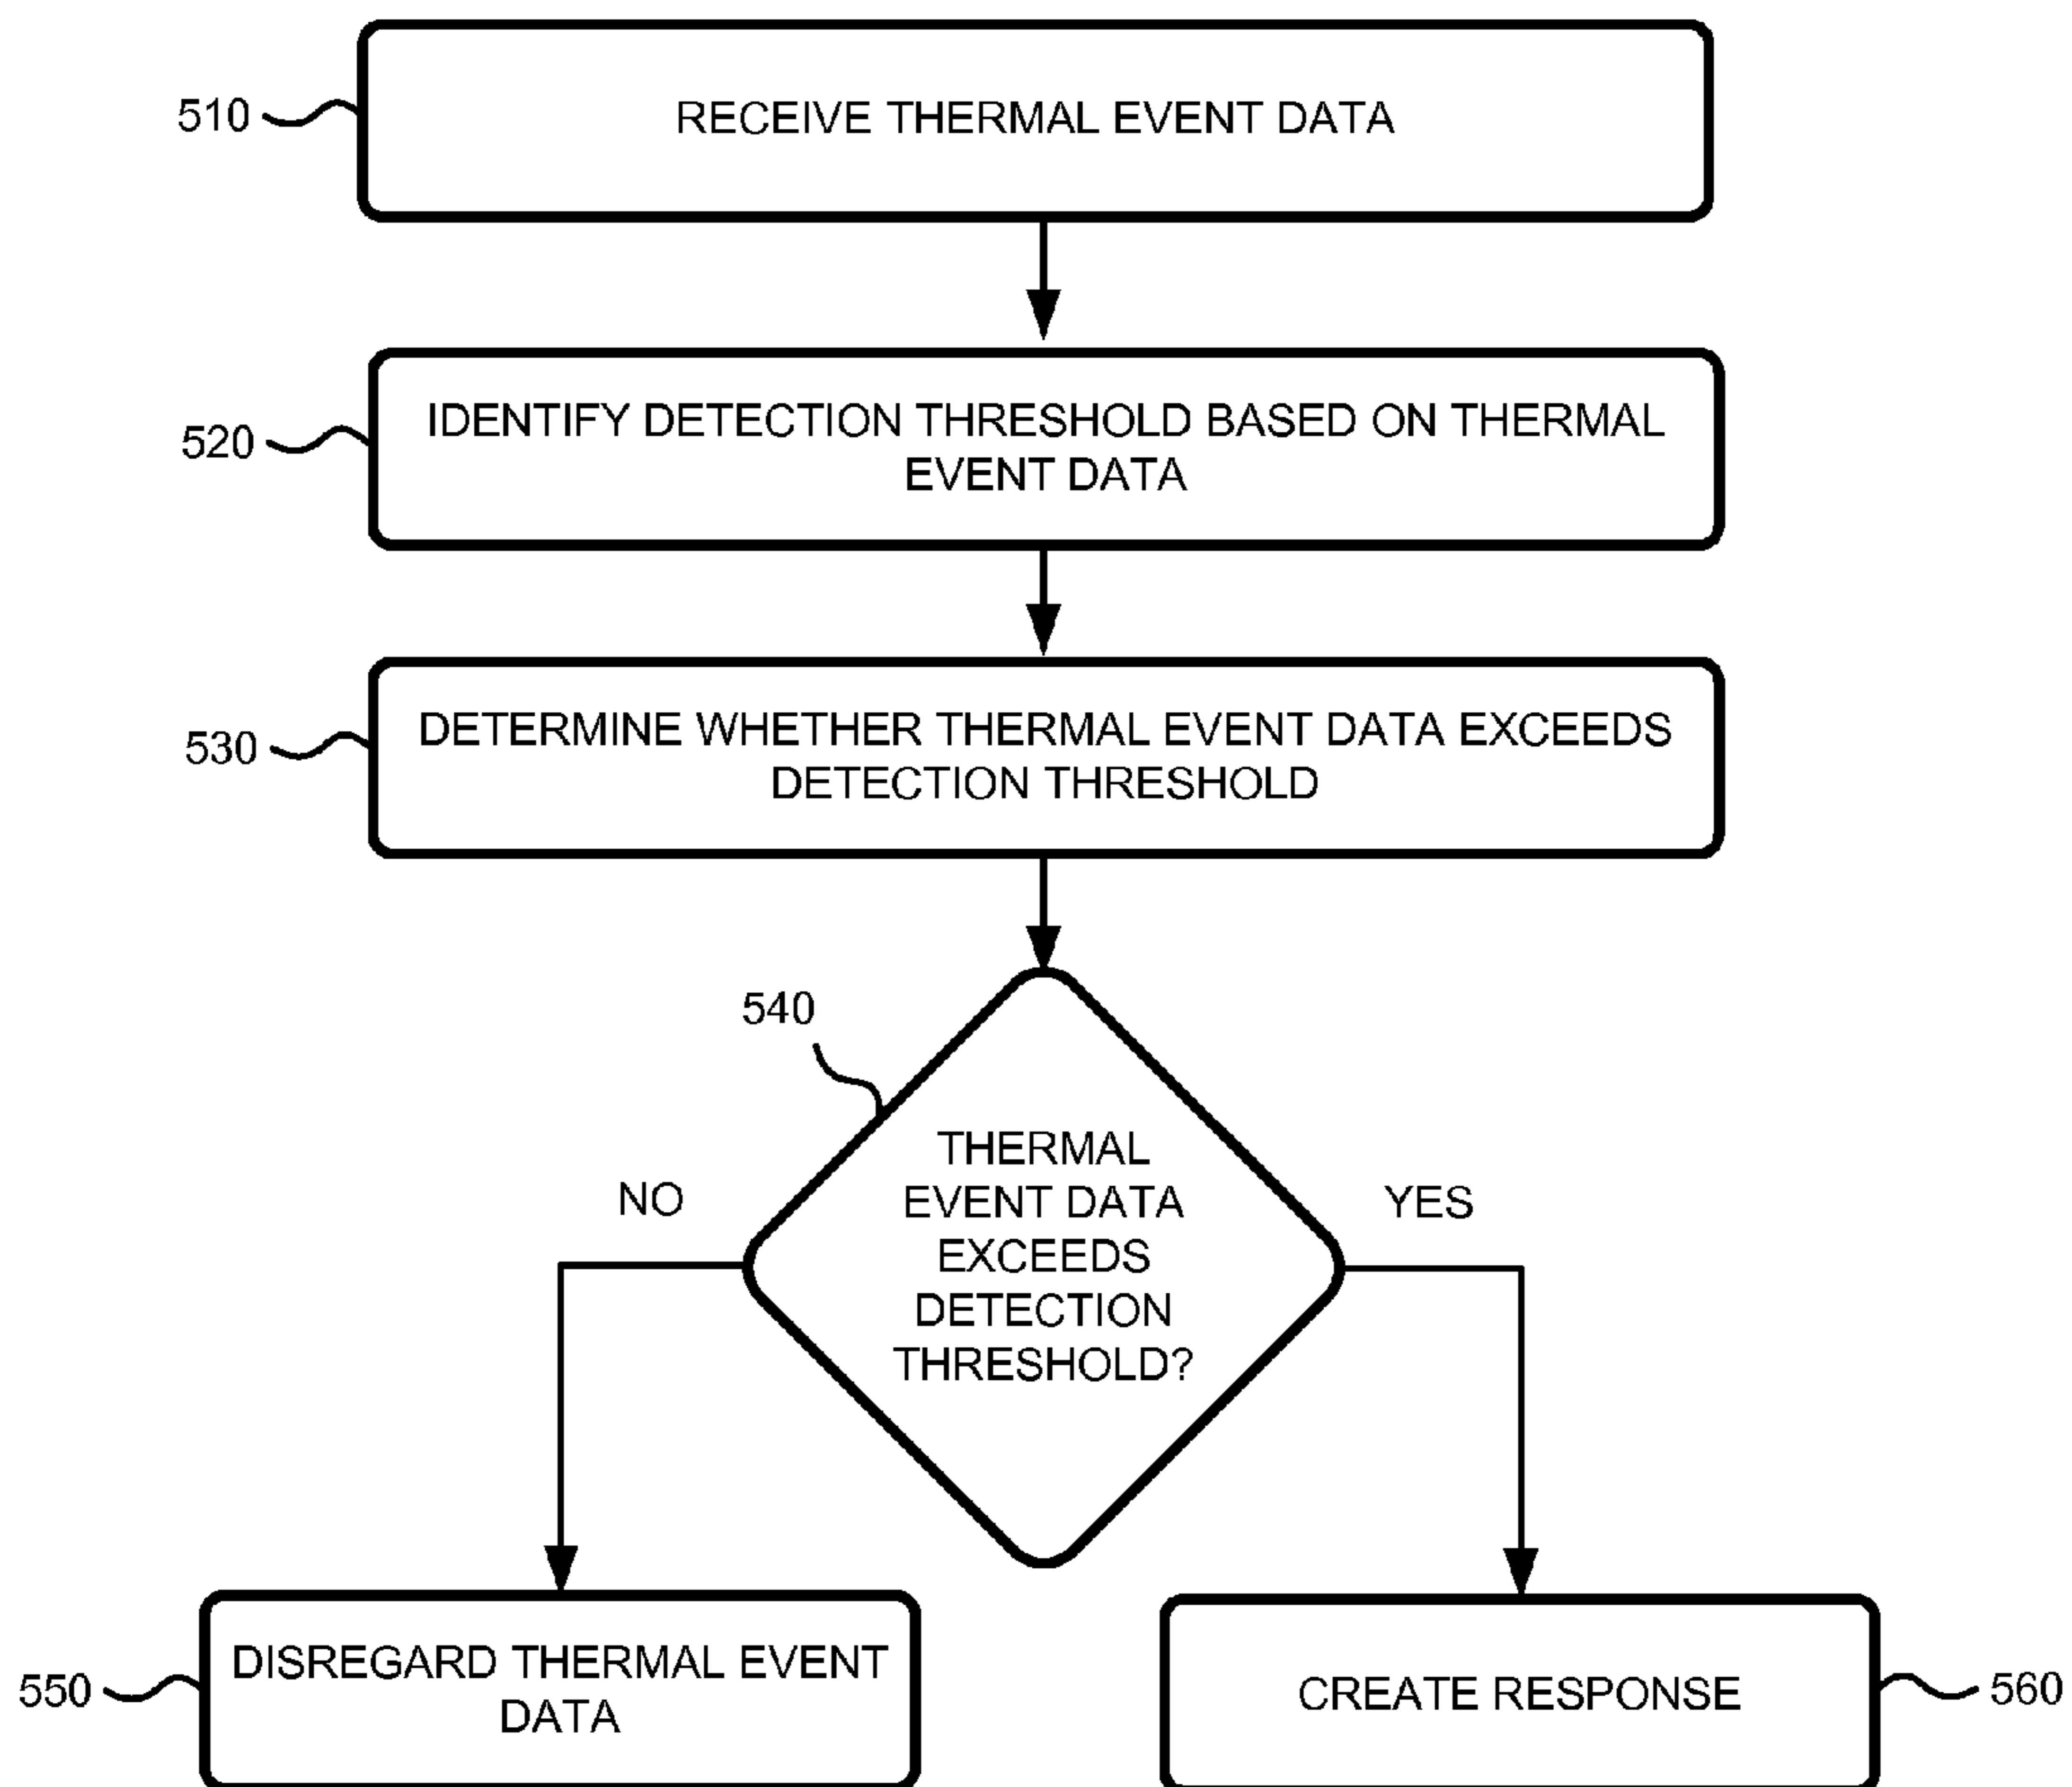 510
RECEIVE THERMAL EVENT DATA
520
IDENTIFY DETECTION THRESHOLD BASED ON THERMAL
EVENT DATA
530
DETERMINE WHETHER THERMAL EVENT DATA EXCEEDS
DETECTION THRESHOLD
540
THERMAL
EVENT DATA
EXCEEDS
DETECTION
THRESHOLD?
NO
YES
550
DISREGARD THERMAL EVENT
DATA
CREATE RESPONSE
560